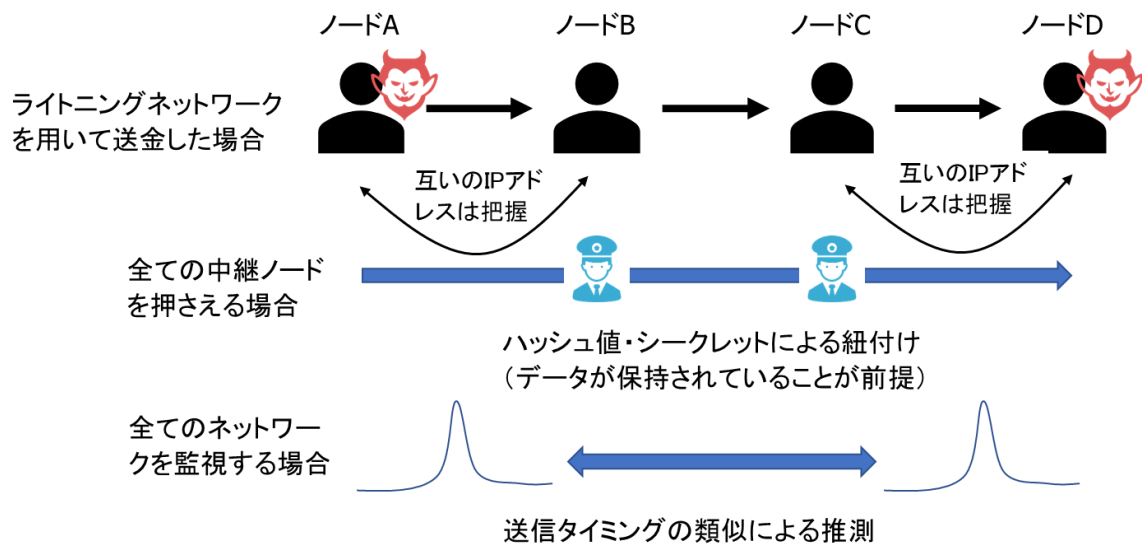 ノードA
ノードB
ノードC
ノードD
ライトニングネットワーク
を用いて送金した場合
互いのIPアド
レスは把握
互いのIPアド
レスは把握
全ての中継ノード
を押さえる場合
ハッシュ値・シークレットによる紐付け
（データが保持されていることが前提）
全てのネットワー
クを監視する場合
送信タイミングの類似による推測